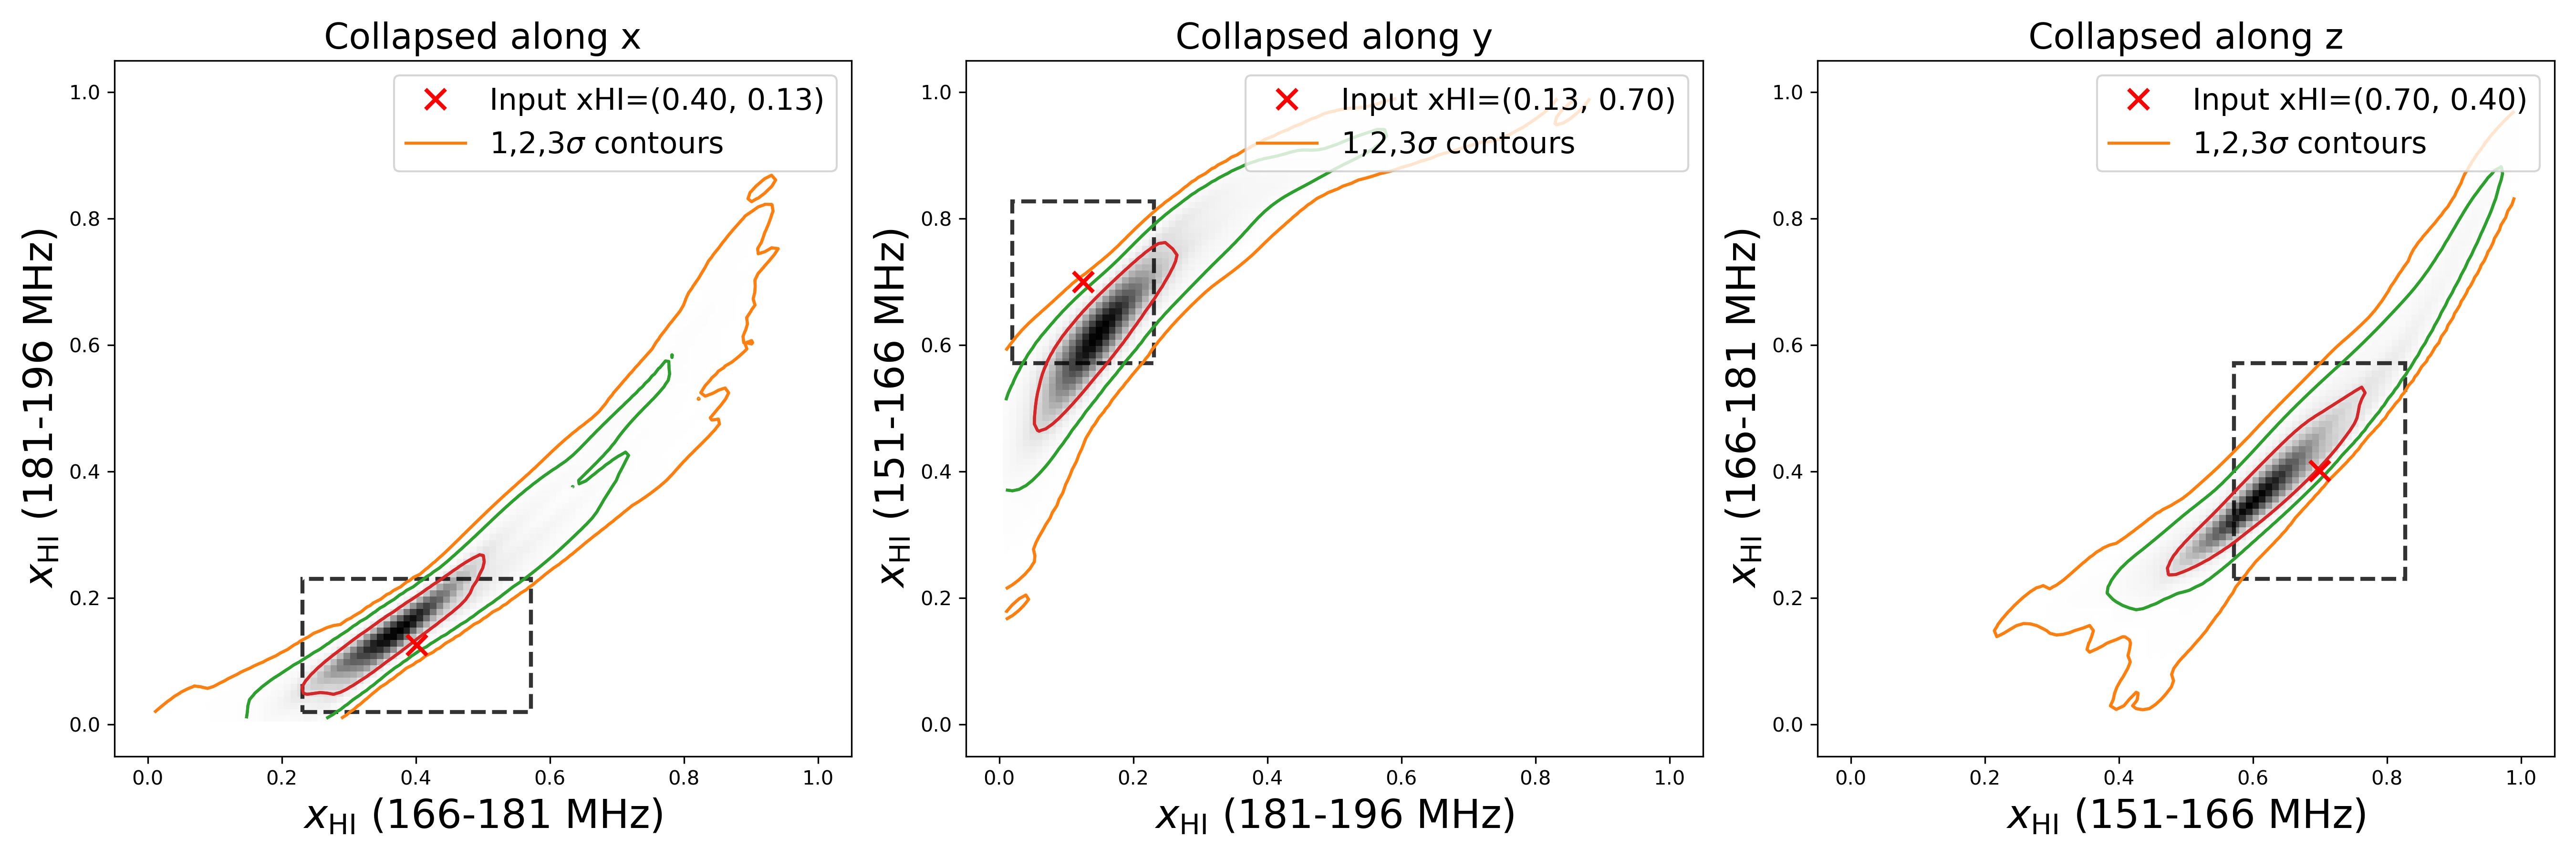 Collapsed along x
Input xHI=(0.40, 0.13)
1,2,3σ contours
1.0
0.8
0.6
0.4
0.2
0.0
x_HI (181-196 MHz)
0.0 0.2 0.4 0.6 0.8 1.0
x_HI (166-181 MHz)
Collapsed along y
Input xHI=(0.13, 0.70)
1,2,3σ contours
1.0
0.8
0.6
0.4
0.2
0.0
x_HI (151-166 MHz)
0.0 0.2 0.4 0.6 0.8 1.0
x_HI (181-196 MHz)
Collapsed along z
Input xHI=(0.70, 0.40)
1,2,3σ contours
1.0
0.8
0.6
0.4
0.2
0.0
x_HI (166-181 MHz)
0.0 0.2 0.4 0.6 0.8 1.0
x_HI (151-166 MHz)